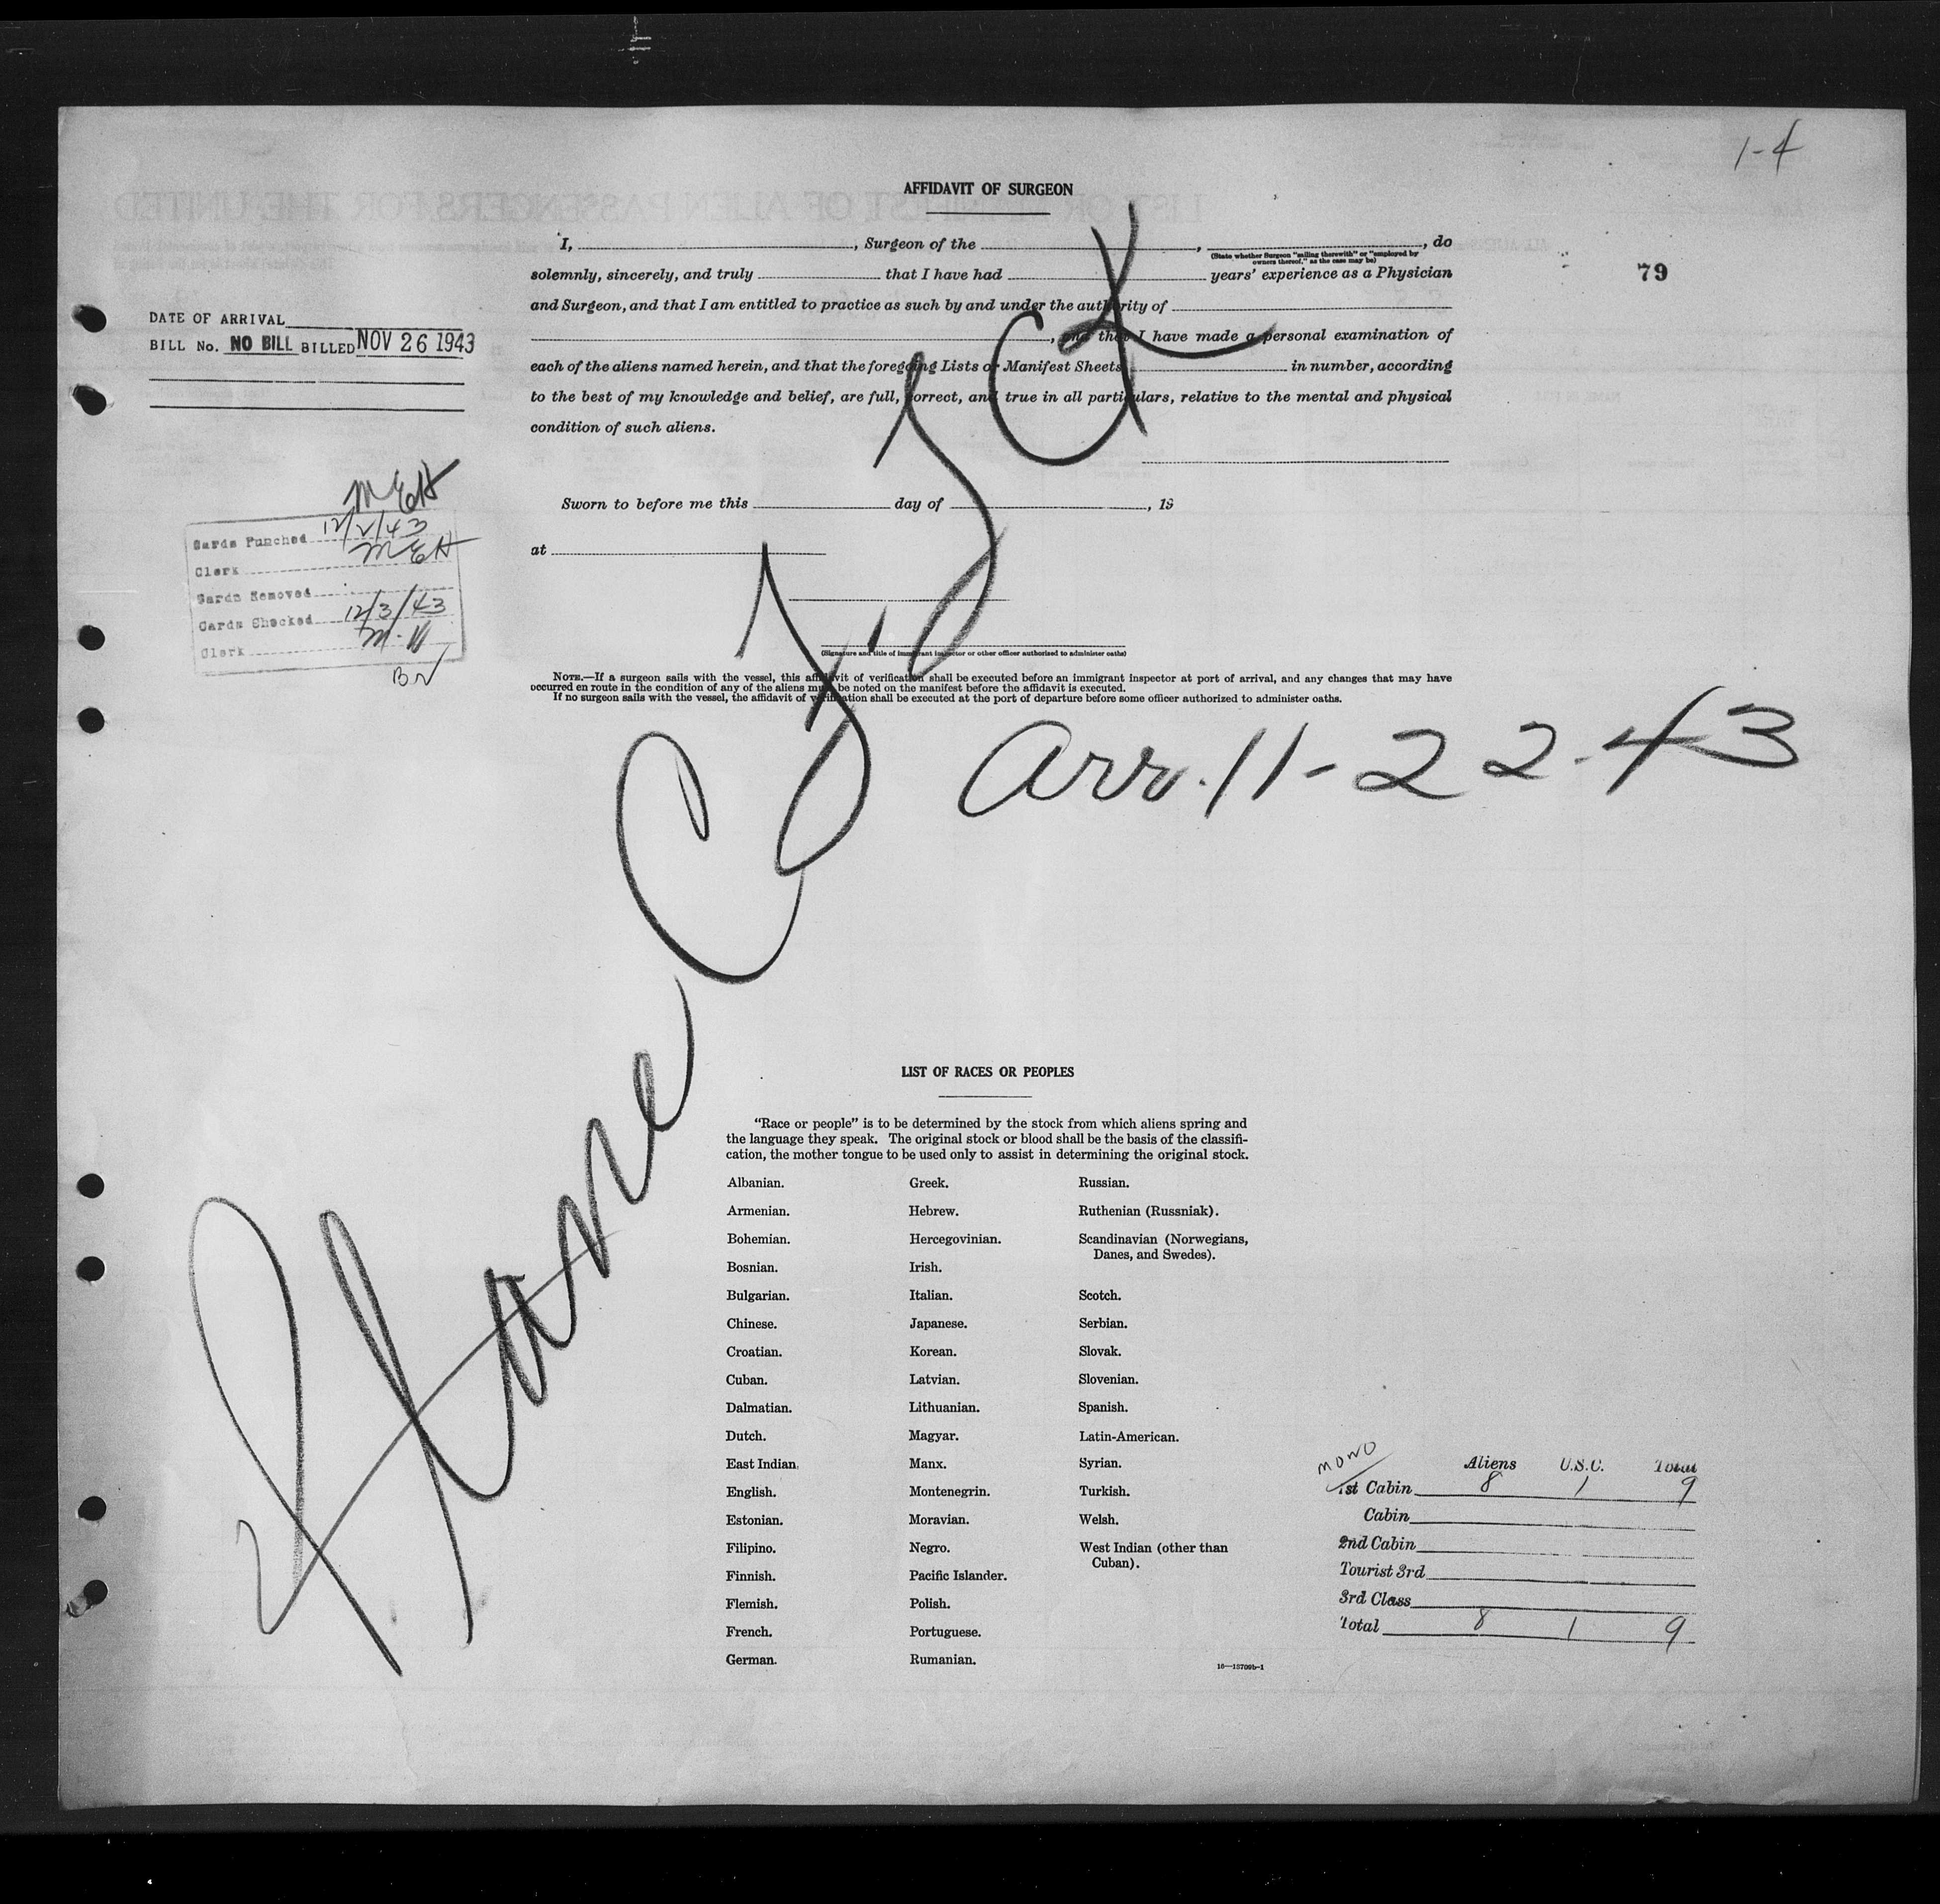 1-4
AFFIDAVIT OF SURGEON
I, , Surgeon of the , , do
(State whether Surgeon "sailing therewith" or "employed by
owners thereof," as the case may be)
solemnly, sincerely, and truly that I have had years' experience as a Physician
79
and Surgeon, and that I am entitled to practice as such by and under the authority of
, and that I have made a personal examination of
each of the aliens named herein, and that the foregoing Lists or Manifest Sheets, in number, according
to the best of my knowledge and belief, are full, correct, and true in all particulars, relative to the mental and physical
condition of such aliens.
DATE OF ARRIVAL
BILL No. NO BILL BILLED NOV 26 1943
Sworn to before me this day of , 19
at
(Signature and title of immigrant inspector or other officer authorized to administer oaths)
MEH
Cards Punched 12/2/43
Clerk MEH
Cards Removed
Cards Checked 12/3/43
Clerk
NOTE.—If a surgeon sails with the vessel, this affidavit of verification shall be executed before an immigrant inspector at port of arrival, and any changes that may have
occurred en route in the condition of any of the aliens must be noted on the manifest before the affidavit is executed.
If no surgeon sails with the vessel, the affidavit of verification shall be executed at the port of departure before some officer authorized to administer oaths.
Plane
Arr. 11-22-43
LIST OF RACES OR PEOPLES
"Race or people" is to be determined by the stock from which aliens spring and
the language they speak. The original stock or blood shall be the basis of the classifi-
cation, the mother tongue to be used only to assist in determining the original stock.
Albanian.
Armenian.
Bohemian.
Bosnian.
Bulgarian.
Chinese.
Croatian.
Cuban.
Dalmatian.
Dutch.
East Indian.
English.
Estonian.
Filipino.
Finnish.
Flemish.
French.
German.
Greek.
Hebrew.
Hercegovinian.
Irish.
Italian.
Japanese.
Korean.
Latvian.
Lithuanian.
Magyar.
Manx.
Montenegrin.
Moravian.
Negro.
Pacific Islander.
Polish.
Portuguese.
Rumanian.
Russian.
Ruthenian (Russniak).
Scandinavian (Norwegians,
Danes, and Swedes).
Scotch.
Serbian.
Slovak.
Slovenian.
Spanish.
Latin-American.
Syrian.
Turkish.
Welsh.
West Indian (other than
Cuban).
16—13709b-1
MONO
Aliens U.S.C. Total
1st Cabin 8 1 9
Cabin
2nd Cabin
Tourist 3rd
3rd Class
Total 8 1 9